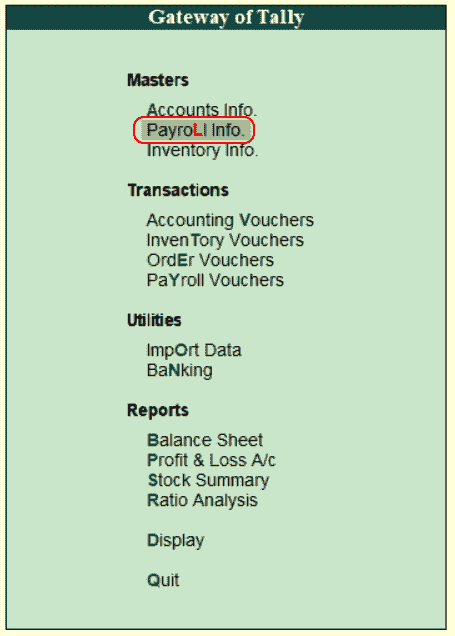 Gateway of Tally
Masters
Accounts Info.
PayroLl Info.
Inventory Info.
Transactions
Accounting Vouchers
InvenTory Vouchers
OrdEr Vouchers
PaYroll Vouchers
Utilities
ImpOrt Data
BaNking
Reports
Balance Sheet
Profit & Loss A/c
Stock Summary
Ratio Analysis
Display
Quit